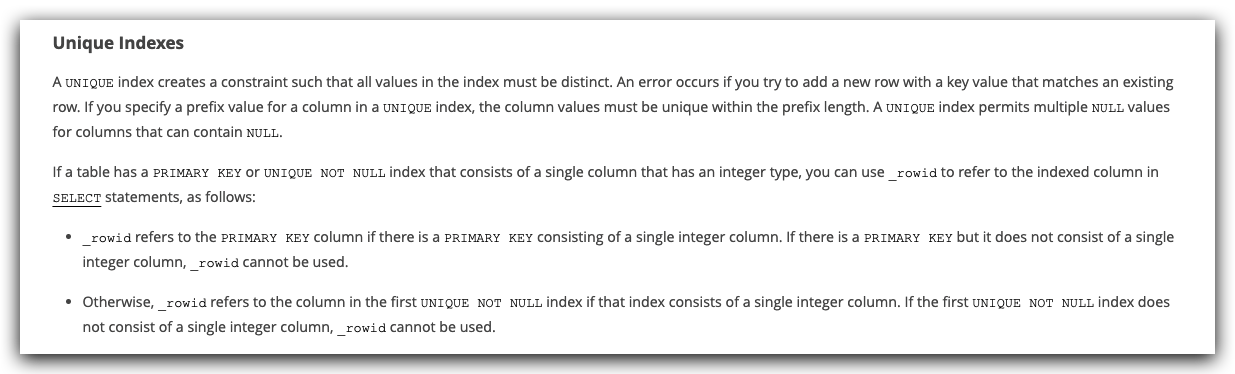 Unique Indexes
A UNIQUE index creates a constraint such that all values in the index must be distinct. An error occurs if you try to add a new row with a key value that matches an existing
row. If you specify a prefix value for a column in a UNIQUE index, the column values must be unique within the prefix length. A UNIQUE index permits multiple NULL values
for columns that can contain NULL.
If a table has a PRIMARY KEY or UNIQUE NOT NULL index that consists of a single column that has an integer type, you can use _rowid to refer to the indexed column in
SELECT statements, as follows:
• _rowid refers to the PRIMARY KEY column if there is a PRIMARY KEY consisting of a single integer column. If there is a PRIMARY KEY but it does not consist of a single
integer column, _rowid cannot be used.
• Otherwise, _rowid refers to the column in the first UNIQUE NOT NULL index if that index consists of a single integer column. If the first UNIQUE NOT NULL index does
not consist of a single integer column, _rowid cannot be used.